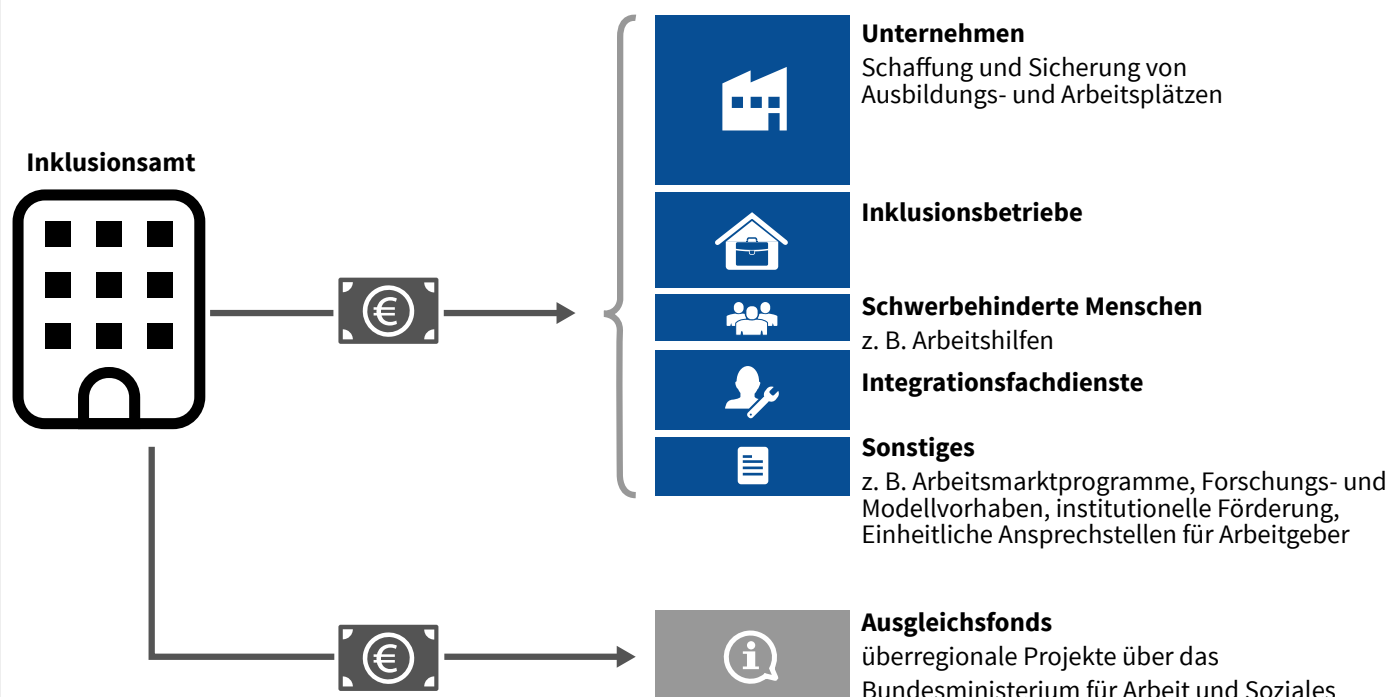 Inklusionsamt
Unternehmen
Schaffung und Sicherung von
Ausbildungs- und Arbeitsplätzen
Inklusionsbetriebe
Schwerbehinderte Menschen
z. B. Arbeitshilfen
Integrationsfachdienste
Sonstiges
z. B. Arbeitsmarktprogramme, Forschungs- und
Modellvorhaben, institutionelle Förderung,
Einheitliche Ansprechstellen für Arbeitgeber
Ausgleichsfonds
überregionale Projekte über das
Bundesministerium für Arbeit und Soziales
€
€